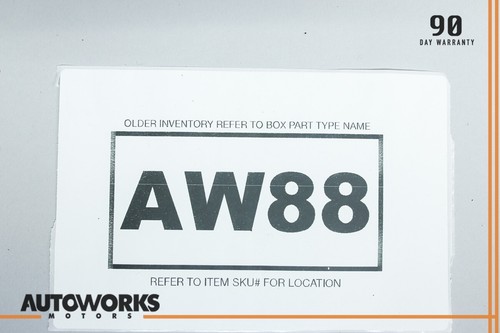 90
DAY WARRANTY
OLDER INVENTORY REFER TO BOX PART TYPE NAME
AW88
REFER TO ITEM SKU# FOR LOCATION
AUTOWORKS
MOTORS